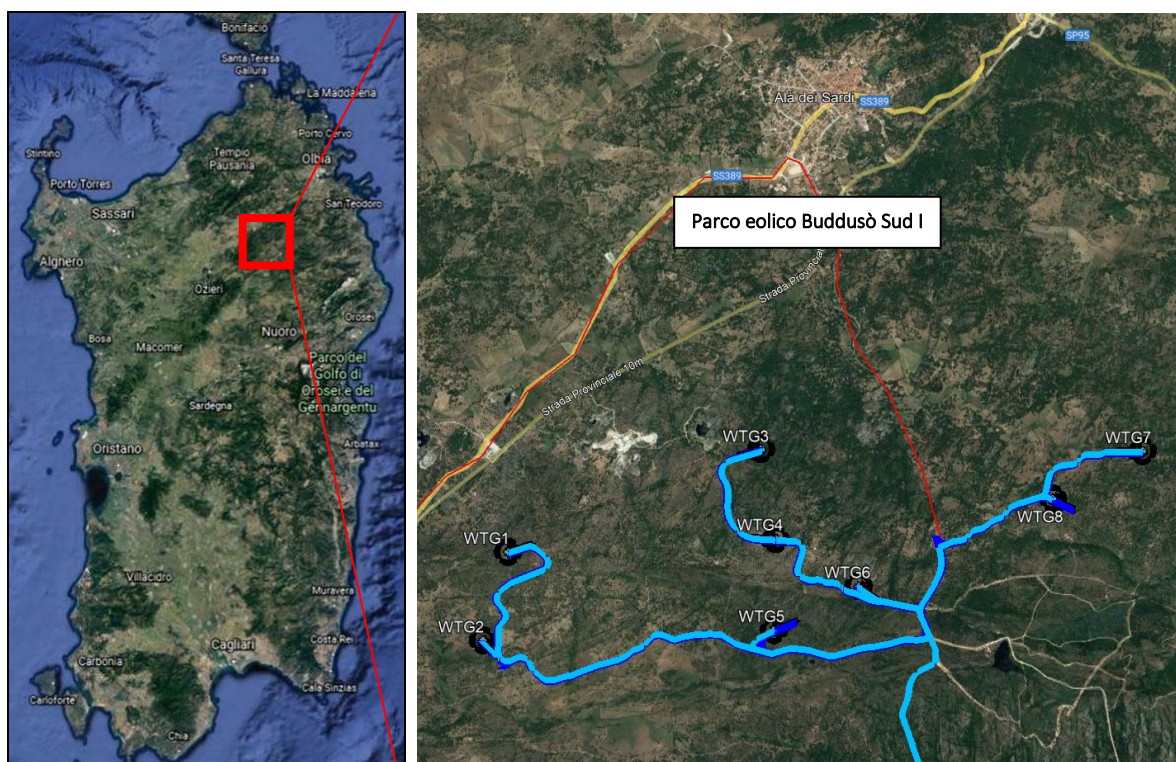 Bonifacio
Santa Teresa
Gallura
La Maddalena
Porto Cervo
Tempio
Pausania
Olbia
Stintino
Porto Torres
Sassari
San Teodoro
Alghero
Ozieri
Orosei
Nuoro
Bosa
Macomer
Parco del
Golfo di
Orosei e del
Gennargentu
Sardegna
Arbatax
Oristano
Villacidro
Muravera
Costa Rei
Cagliari
Carbonia
Carloforte
Cala Sinzias
Chia
SP95
Alà dei Sardi
SS389
SS389
Parco eolico Buddusò Sud I
Strada Provinciale
Strada Provinciale 10m
WTG3
WTG7
WTG8
WTG4
WTG1
WTG6
WTG5
WTG2